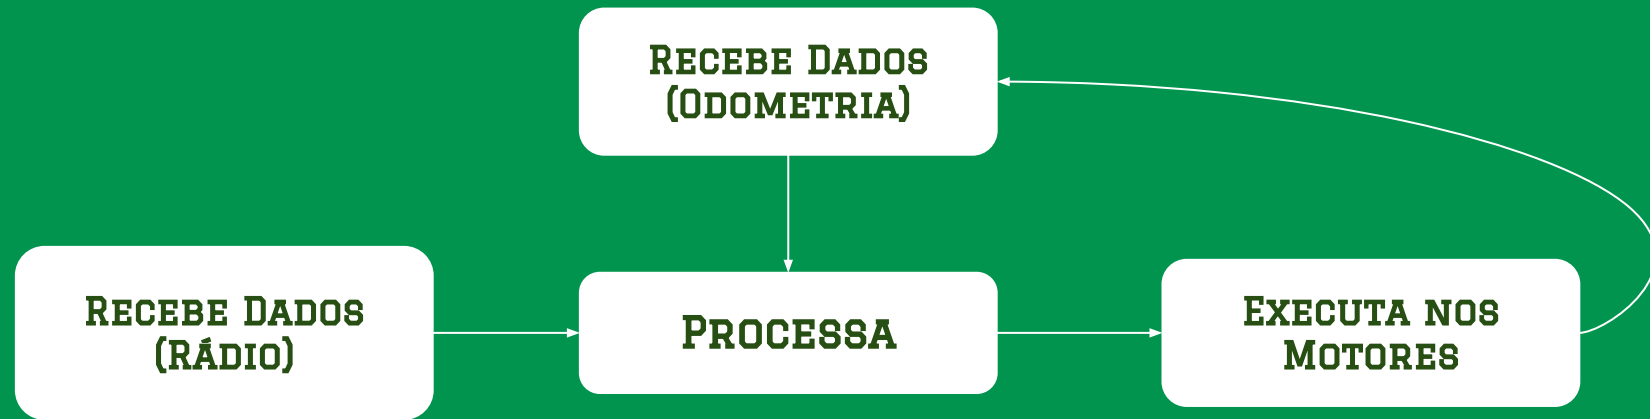 Recebe Dados
(Odometria)
Recebe Dados
(Rádio)
Processa
Executa nos
Motores